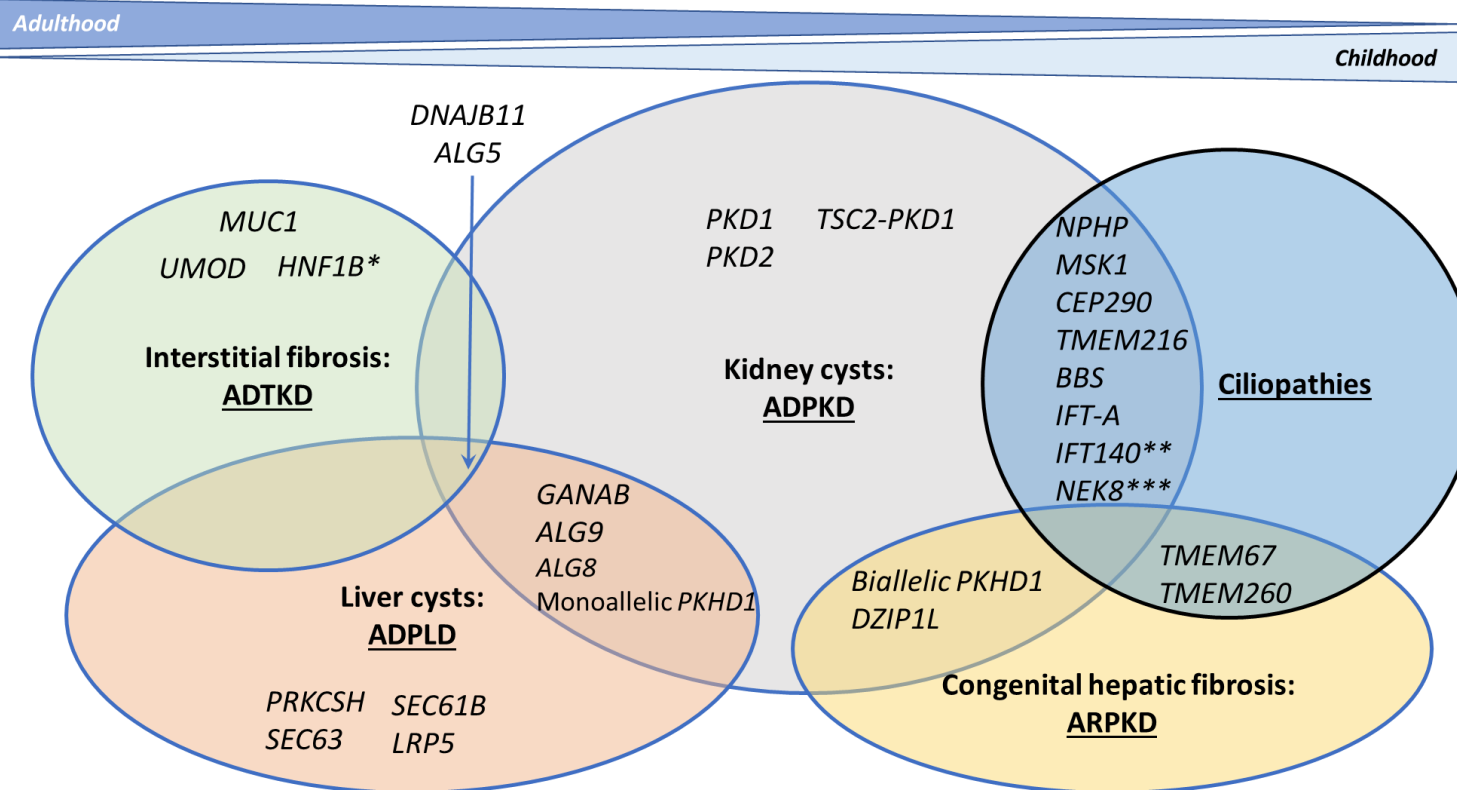 Adulthood
Childhood
DNAJB11
ALG5
MUC1
UMOD HNF1B*
Interstitial fibrosis:
ADTKD
PKD1 TSC2-PKD1
PKD2
Kidney cysts:
ADPKD
NPHP
MSK1
CEP290
TMEM216
BBS
IFT-A
IFT140**
NEK8***
Ciliopathies
GANAB
ALG9
ALG8
Monoallelic PKHD1
Liver cysts:
ADPLD
PRKCSH SEC61B
SEC63 LRP5
Biallelic PKHD1
DZIP1L
TMEM67
TMEM260
Congenital hepatic fibrosis:
ARPKD